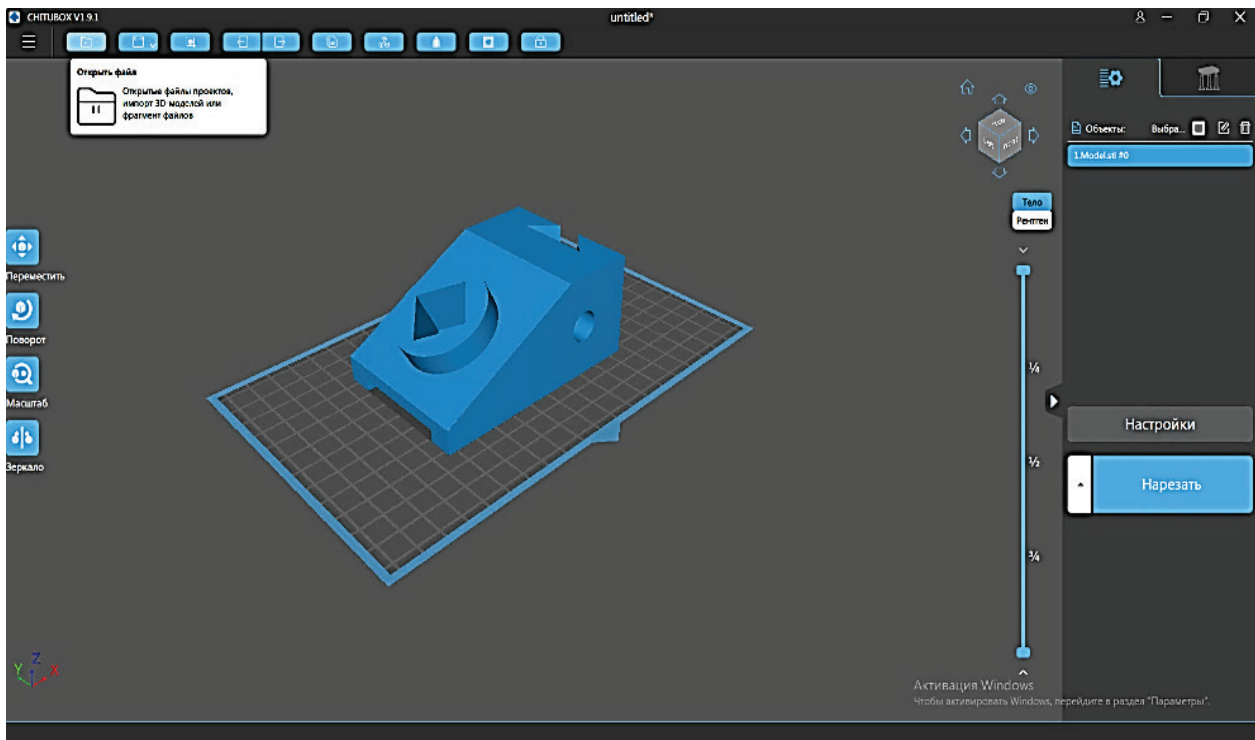 CHITUBOX V1.9.1
untitled*
Открыть файл
Открытые файлы проектов,
импорт 3D моделей или
фрагмент файлов
Объекты:
Выбра...
1.Model.stl #0
Тело
Рентген
Переместить
Поворот
Масштаб
Зеркало
1/4
1/2
3/4
Настройки
Нарезать
Z
Y
X
Активация Windows
Чтобы активировать Windows, перейдите в раздел "Параметры".